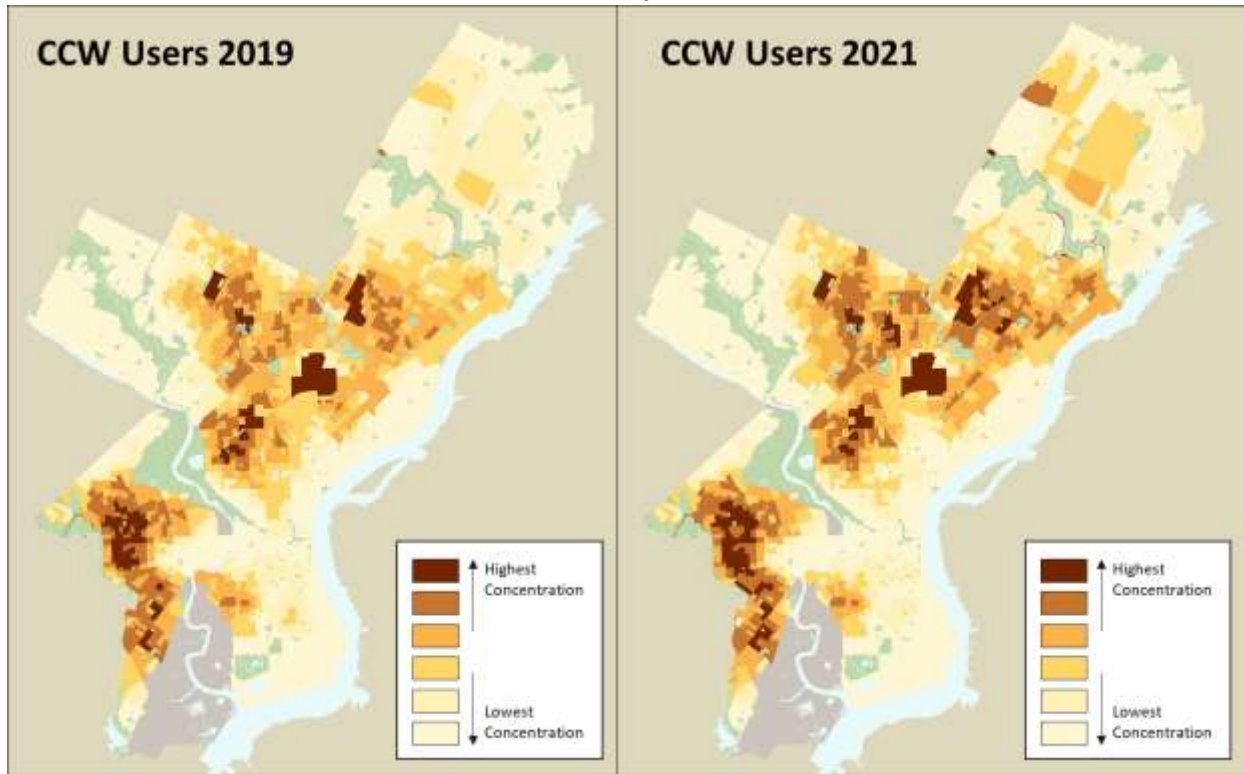 CCW Users 2019
CCW Users 2021
Highest
Concentration
Lowest
Concentration
Highest
Concentration
Lowest
Concentration